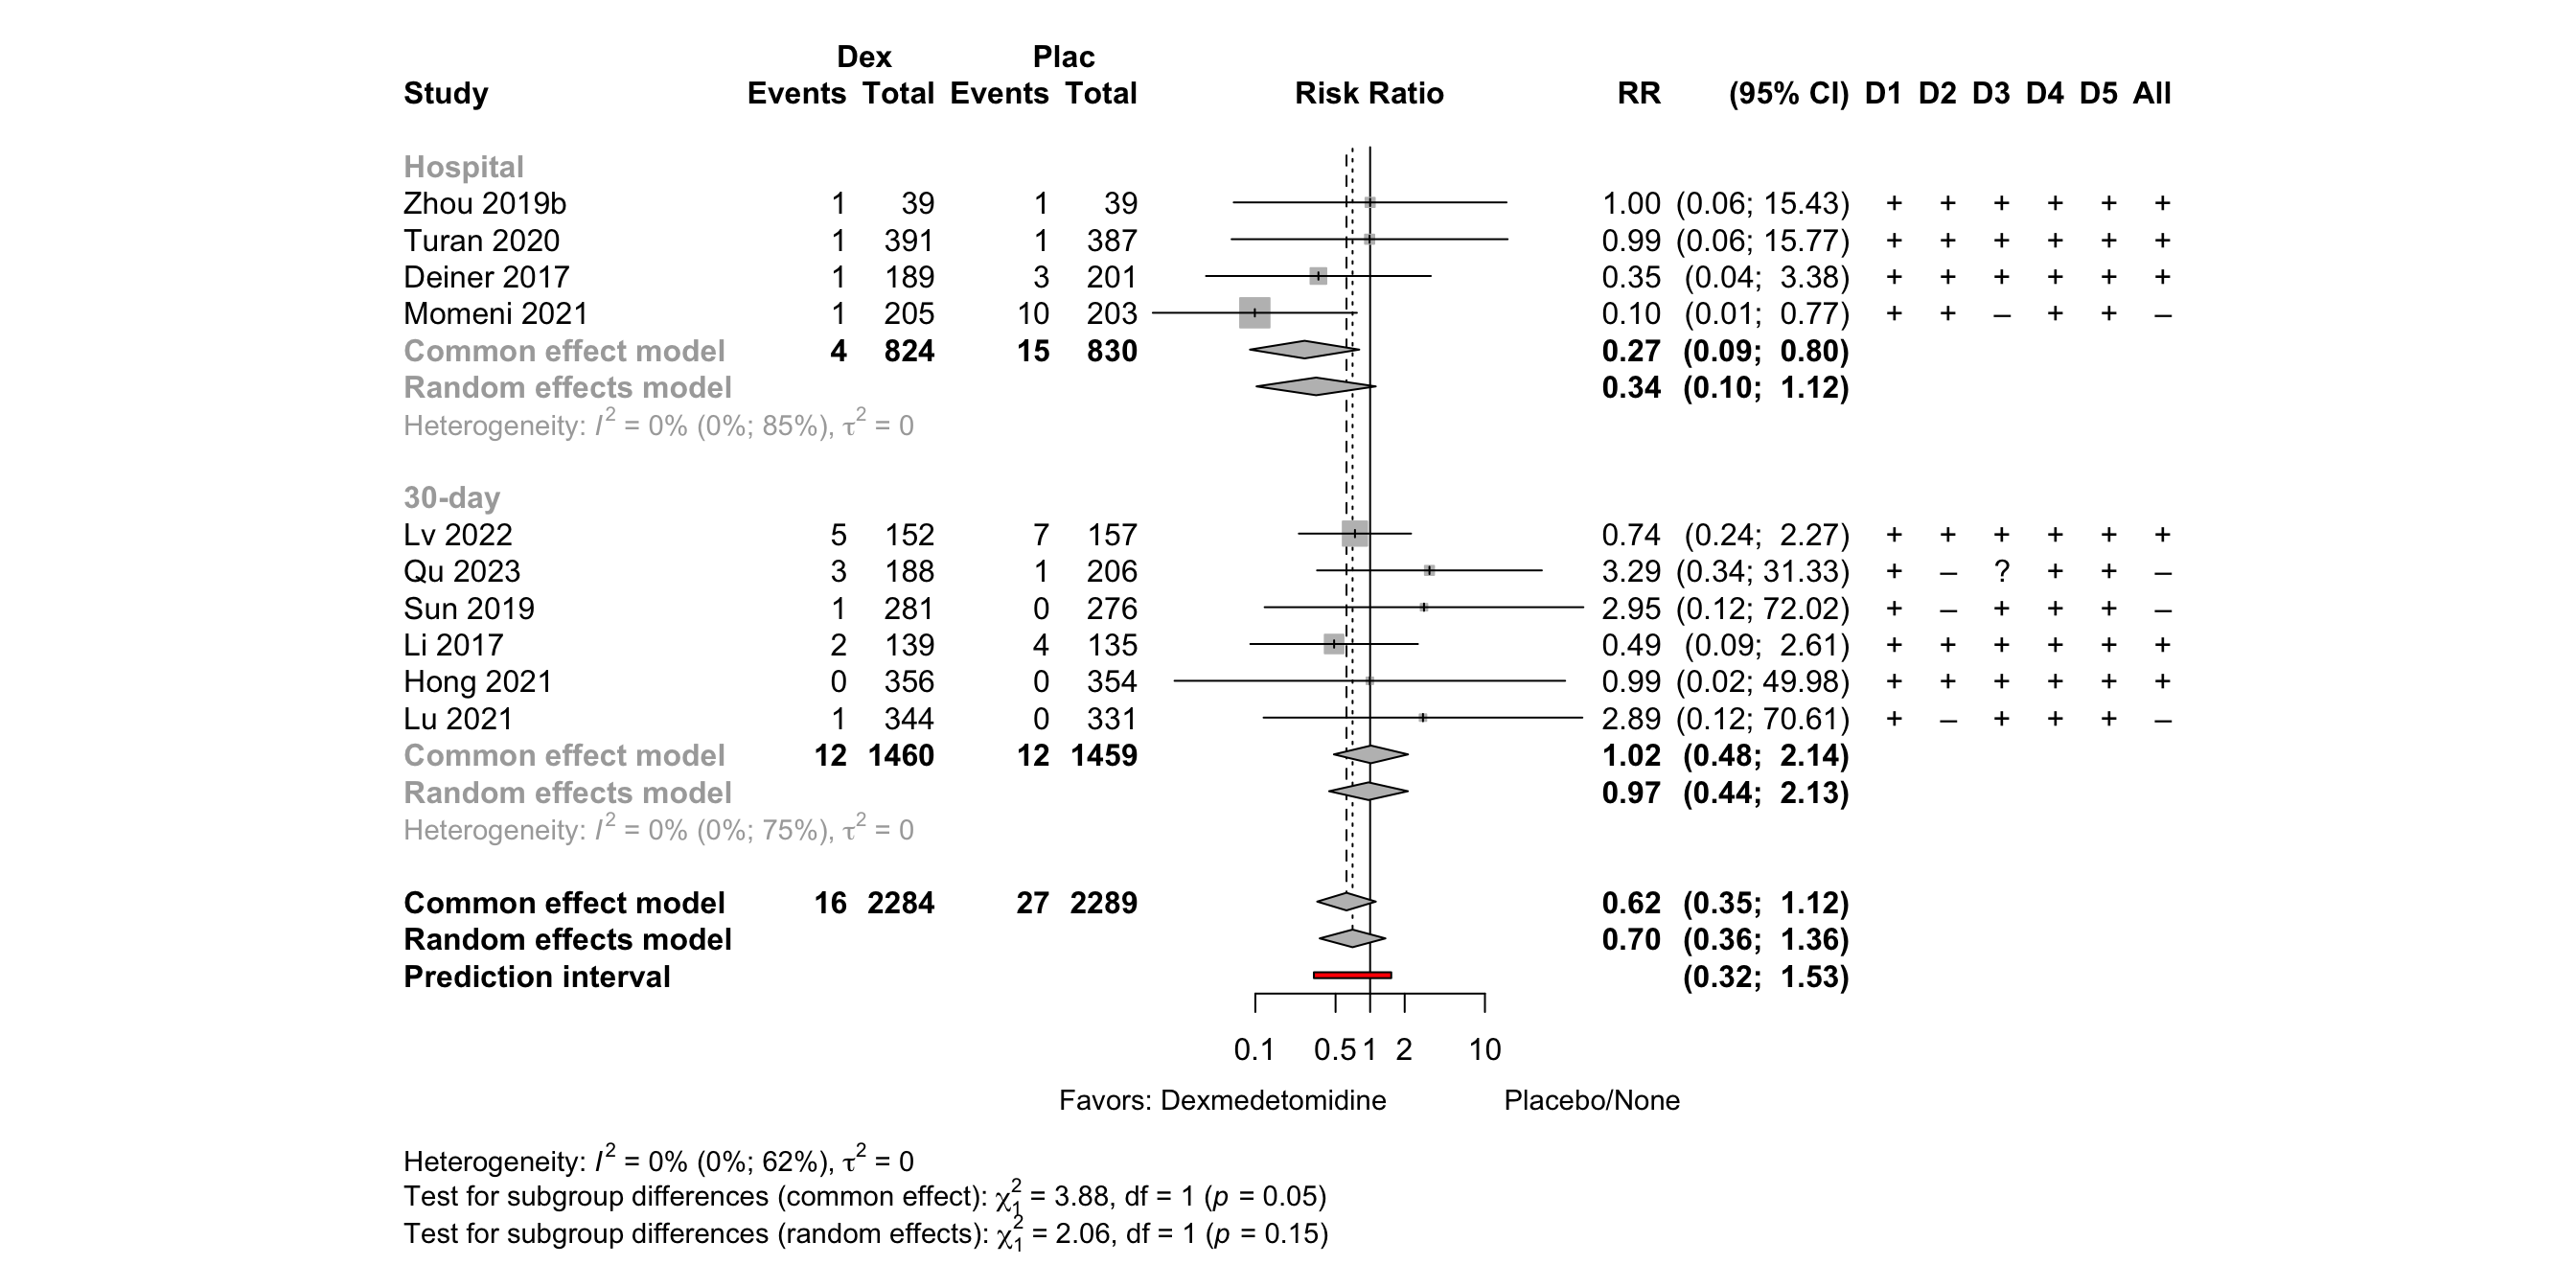 Dex Plac
Study Events Total Events Total Risk Ratio RR (95% CI) D1 D2 D3 D4 D5 All
Hospital
Zhou 2019b 1 39 1 39 1.00 (0.06; 15.43) + + + + + +
Turan 2020 1 391 1 387 0.99 (0.06; 15.77) + + + + + +
Deiner 2017 1 189 3 201 0.35 (0.04; 3.38) + + + + + +
Momeni 2021 1 205 10 203 0.10 (0.01; 0.77) + + – + + –
Common effect model 4 824 15 830 0.27 (0.09; 0.80)
Random effects model 0.34 (0.10; 1.12)
Heterogeneity: I² = 0% (0%; 85%), τ² = 0
30-day
Lv 2022 5 152 7 157 0.74 (0.24; 2.27) + + + + + +
Qu 2023 3 188 1 206 3.29 (0.34; 31.33) + – ? + + –
Sun 2019 1 281 0 276 2.95 (0.12; 72.02) + – + + + –
Li 2017 2 139 4 135 0.49 (0.09; 2.61) + + + + + +
Hong 2021 0 356 0 354 0.99 (0.02; 49.98) + + + + + +
Lu 2021 1 344 0 331 2.89 (0.12; 70.61) + – + + + –
Common effect model 12 1460 12 1459 1.02 (0.48; 2.14)
Random effects model 0.97 (0.44; 2.13)
Heterogeneity: I² = 0% (0%; 75%), τ² = 0
Common effect model 16 2284 27 2289 0.62 (0.35; 1.12)
Random effects model 0.70 (0.36; 1.36)
Prediction interval (0.32; 1.53)
0.1 0.5 1 2 10
Favors: Dexmedetomidine Placebo/None
Heterogeneity: I² = 0% (0%; 62%), τ² = 0
Test for subgroup differences (common effect): χ²₁ = 3.88, df = 1 (p = 0.05)
Test for subgroup differences (random effects): χ²₁ = 2.06, df = 1 (p = 0.15)